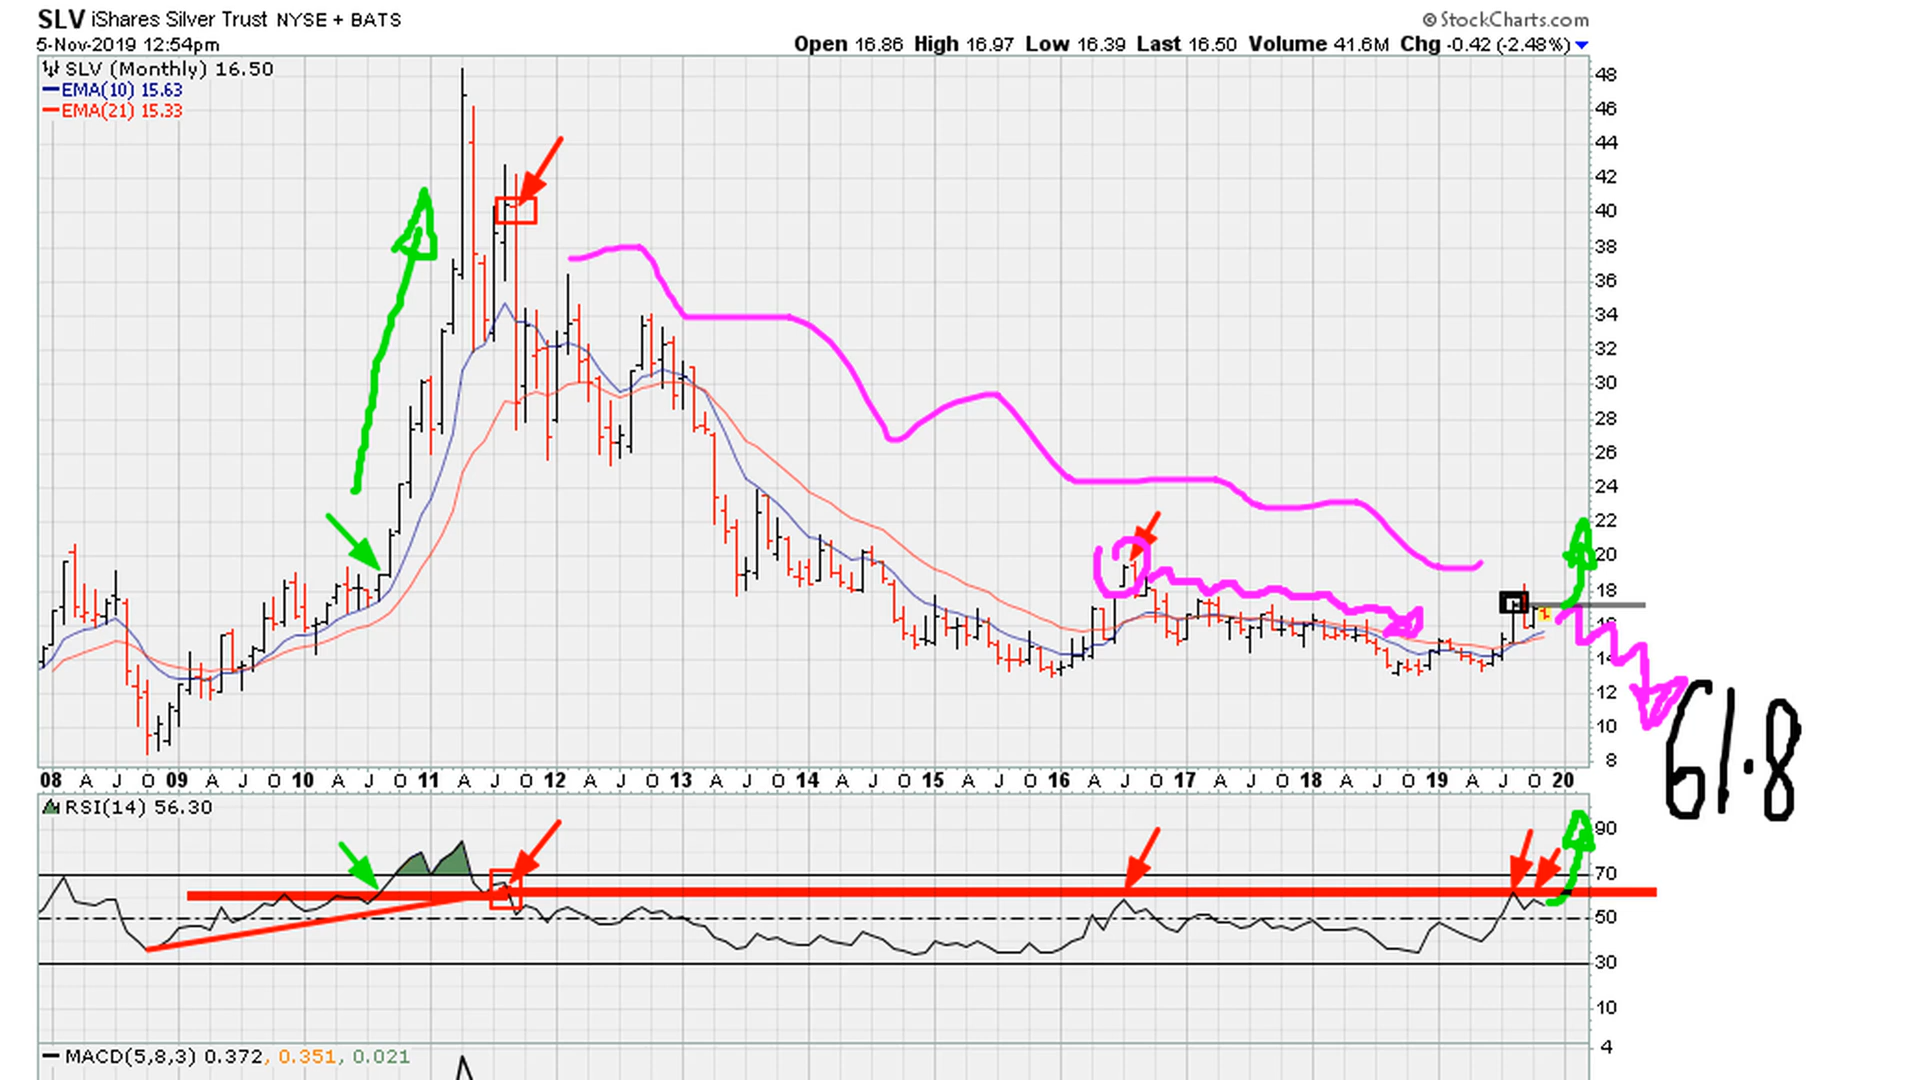 SLV iShares Silver Trust NYSE + BATS
© StockCharts.com
5-Nov-2019 12:54pm
Open 16.86 High 16.97 Low 16.39 Last 16.50 Volume 41.6M Chg -0.42 (-2.48%)
SLV (Monthly) 16.50
EMA(10) 15.63
EMA(21) 15.33
48
46
44
42
40
38
36
34
32
30
28
26
24
22
20
18
16
14
12
10
8
61.8
08 A J O 09 A J O 10 A J O 11 A J O 12 A J O 13 A J O 14 A J O 15 A J O 16 A J O 17 A J O 18 A J O 19 A J O 20
RSI(14) 56.30
90
70
50
30
10
MACD(5,8,3) 0.372, 0.351, 0.021
4